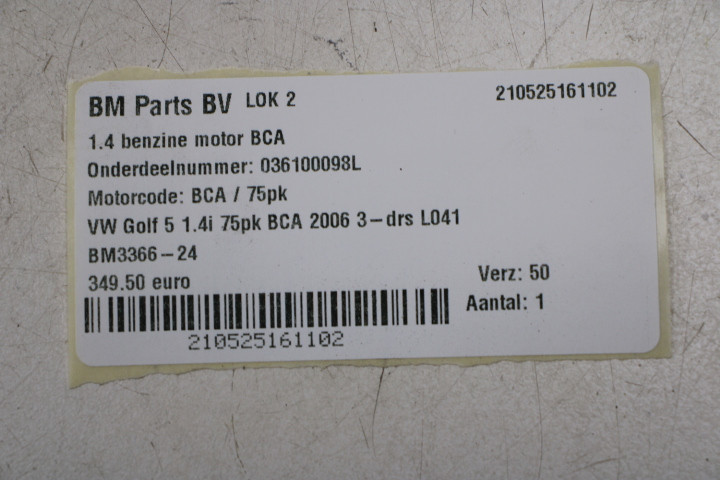 BM Parts BV LOK 2 210525161102
1.4 benzine motor BCA
Onderdeelnummer: 036100098L
Motorcode: BCA / 75pk
VW Golf 5 1.4i 75pk BCA 2006 3-drs L041
BM3366-24
349.50 euro
Verz: 50
Aantal: 1
210525161102